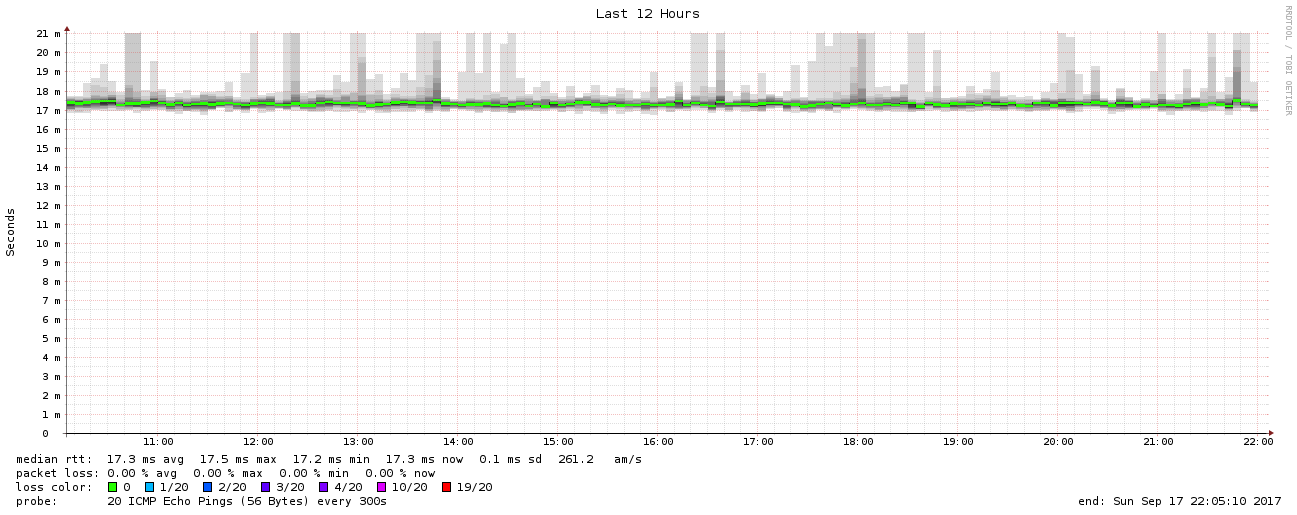 Last 12 Hours
RRDTOOL / TOBI OETIKER
Seconds
21 m
20 m
19 m
18 m
17 m
16 m
15 m
14 m
13 m
12 m
11 m
10 m
9 m
8 m
7 m
6 m
5 m
4 m
3 m
2 m
1 m
0
11:00 12:00 13:00 14:00 15:00 16:00 17:00 18:00 19:00 20:00 21:00 22:00
median rtt: 17.3 ms avg 17.5 ms max 17.2 ms min 17.3 ms now 0.1 ms sd 261.2 am/s
packet loss: 0.00 % avg 0.00 % max 0.00 % min 0.00 % now
loss color: 0 1/20 2/20 3/20 4/20 10/20 19/20
probe: 20 ICMP Echo Pings (56 Bytes) every 300s end: Sun Sep 17 22:05:10 2017